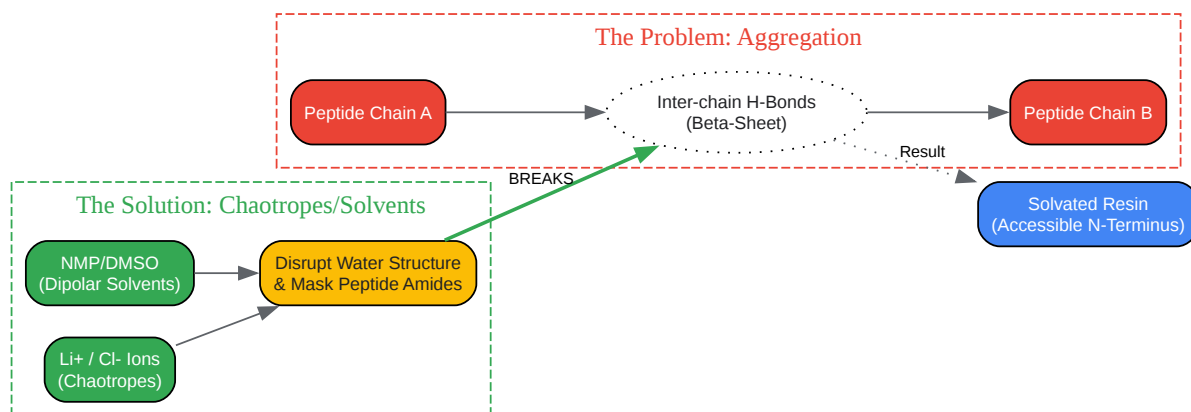 The Problem: Aggregation
Peptide Chain A
Inter-chain H-Bonds
(Beta-Sheet)
Peptide Chain B
Result
BREAKS
Solvated Resin
(Accessible N-Terminus)
The Solution: Chaotropes/Solvents
NMP/DMSO
(Dipolar Solvents)
Disrupt Water Structure
& Mask Peptide Amides
Li+ / Cl- Ions
(Chaotropes)